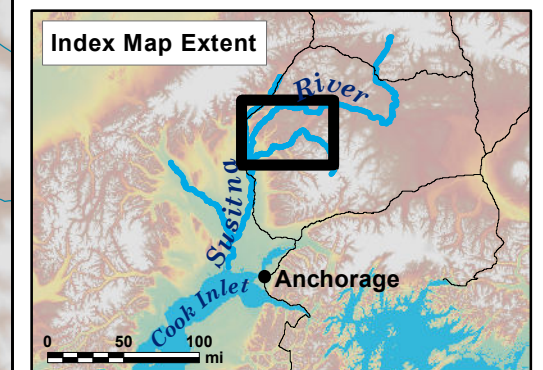 Index Map Extent
River
Susitna
Anchorage
Cook Inlet
0 50 100
mi